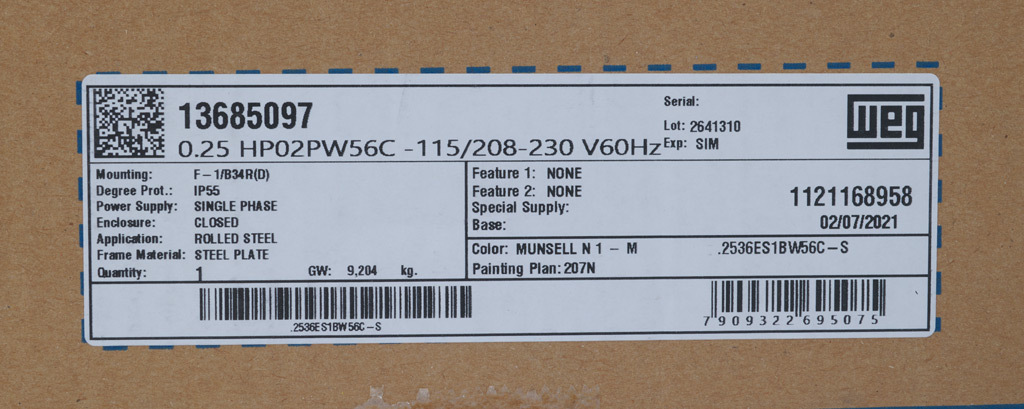 13685097
0.25 HP02PW56C -115/208-230 V60Hz
Serial:
Lot: 2641310
Exp: SIM
WEG
Mounting: F-1/B34R(D)
Degree Prot.: IP55
Power Supply: SINGLE PHASE
Enclosure: CLOSED
Application: ROLLED STEEL
Frame Material: STEEL PLATE
Quantity: 1 GW: 9,204 kg.
Feature 1: NONE
Feature 2: NONE
Special Supply:
Base:
1121168958
02/07/2021
Color: MUNSELL N 1 - M .2536ES1BW56C-S
Painting Plan: 207N
.2536ES1BW56C-S
7909322695075